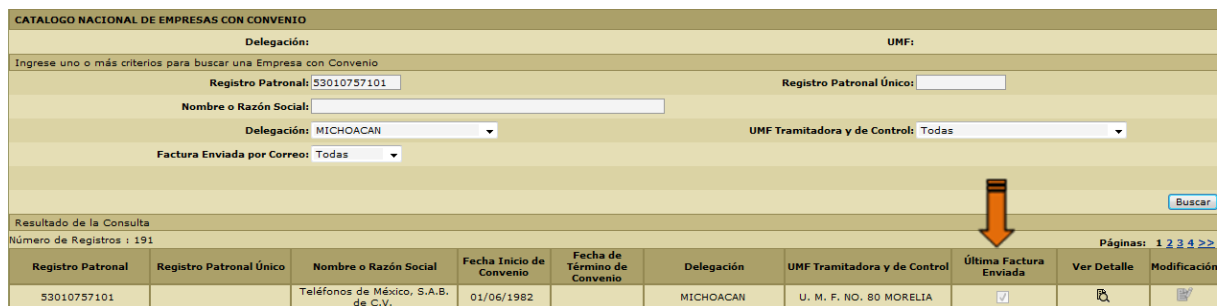 CATALOGO NACIONAL DE EMPRESAS CON CONVENIO
Delegación: UMF:
Ingrese uno o más criterios para buscar una Empresa con Convenio
Registro Patronal: 53010757101 Registro Patronal Único:
Nombre o Razón Social:
Delegación: MICHOACAN UMF Tramitadora y de Control: Todas
Factura Enviada por Correo: Todas
Buscar
Resultado de la Consulta
Número de Registros : 191 Páginas: 1 2 3 4 >>
Registro Patronal Registro Patronal Único Nombre o Razón Social Fecha Inicio de Convenio Fecha de Término de Convenio Delegación UMF Tramitadora y de Control Última Factura Enviada Ver Detalle Modificación
53010757101 Teléfonos de México, S.A.B. de C.V. 01/06/1982 MICHOACAN U. M. F. NO. 80 MORELIA